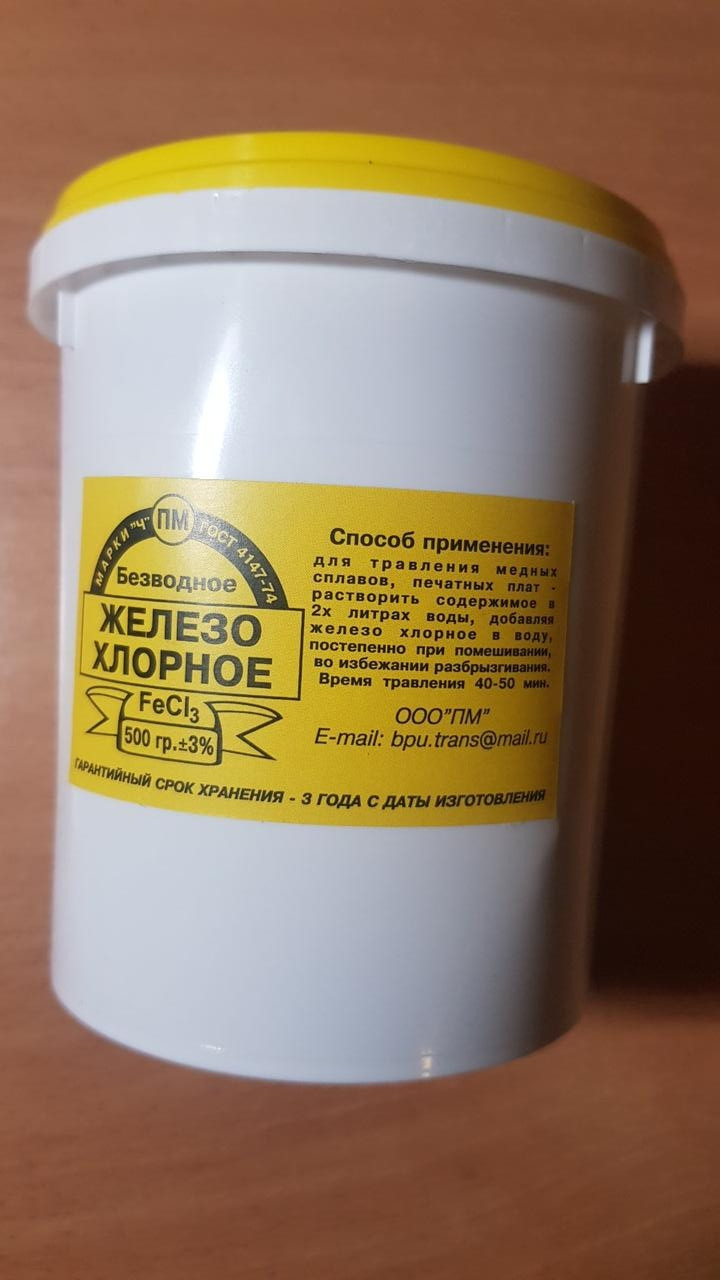 МАРКИ "Ч" ПМ ГОСТ 4147-74
Безводное
ЖЕЛЕЗО
ХЛОРНОЕ
FeCl₃
500 гр.±3%
Способ применения:
для травления медных
сплавов, печатных плат -
растворить содержимое в
2х литрах воды, добавляя
железо хлорное в воду,
постепенно при помешивании,
во избежании разбрызгивания.
Время травления 40-50 мин.
ООО"ПМ"
E-mail: bpu.trans@mail.ru
ГАРАНТИЙНЫЙ СРОК ХРАНЕНИЯ - 3 ГОДА С ДАТЫ ИЗГОТОВЛЕНИЯ